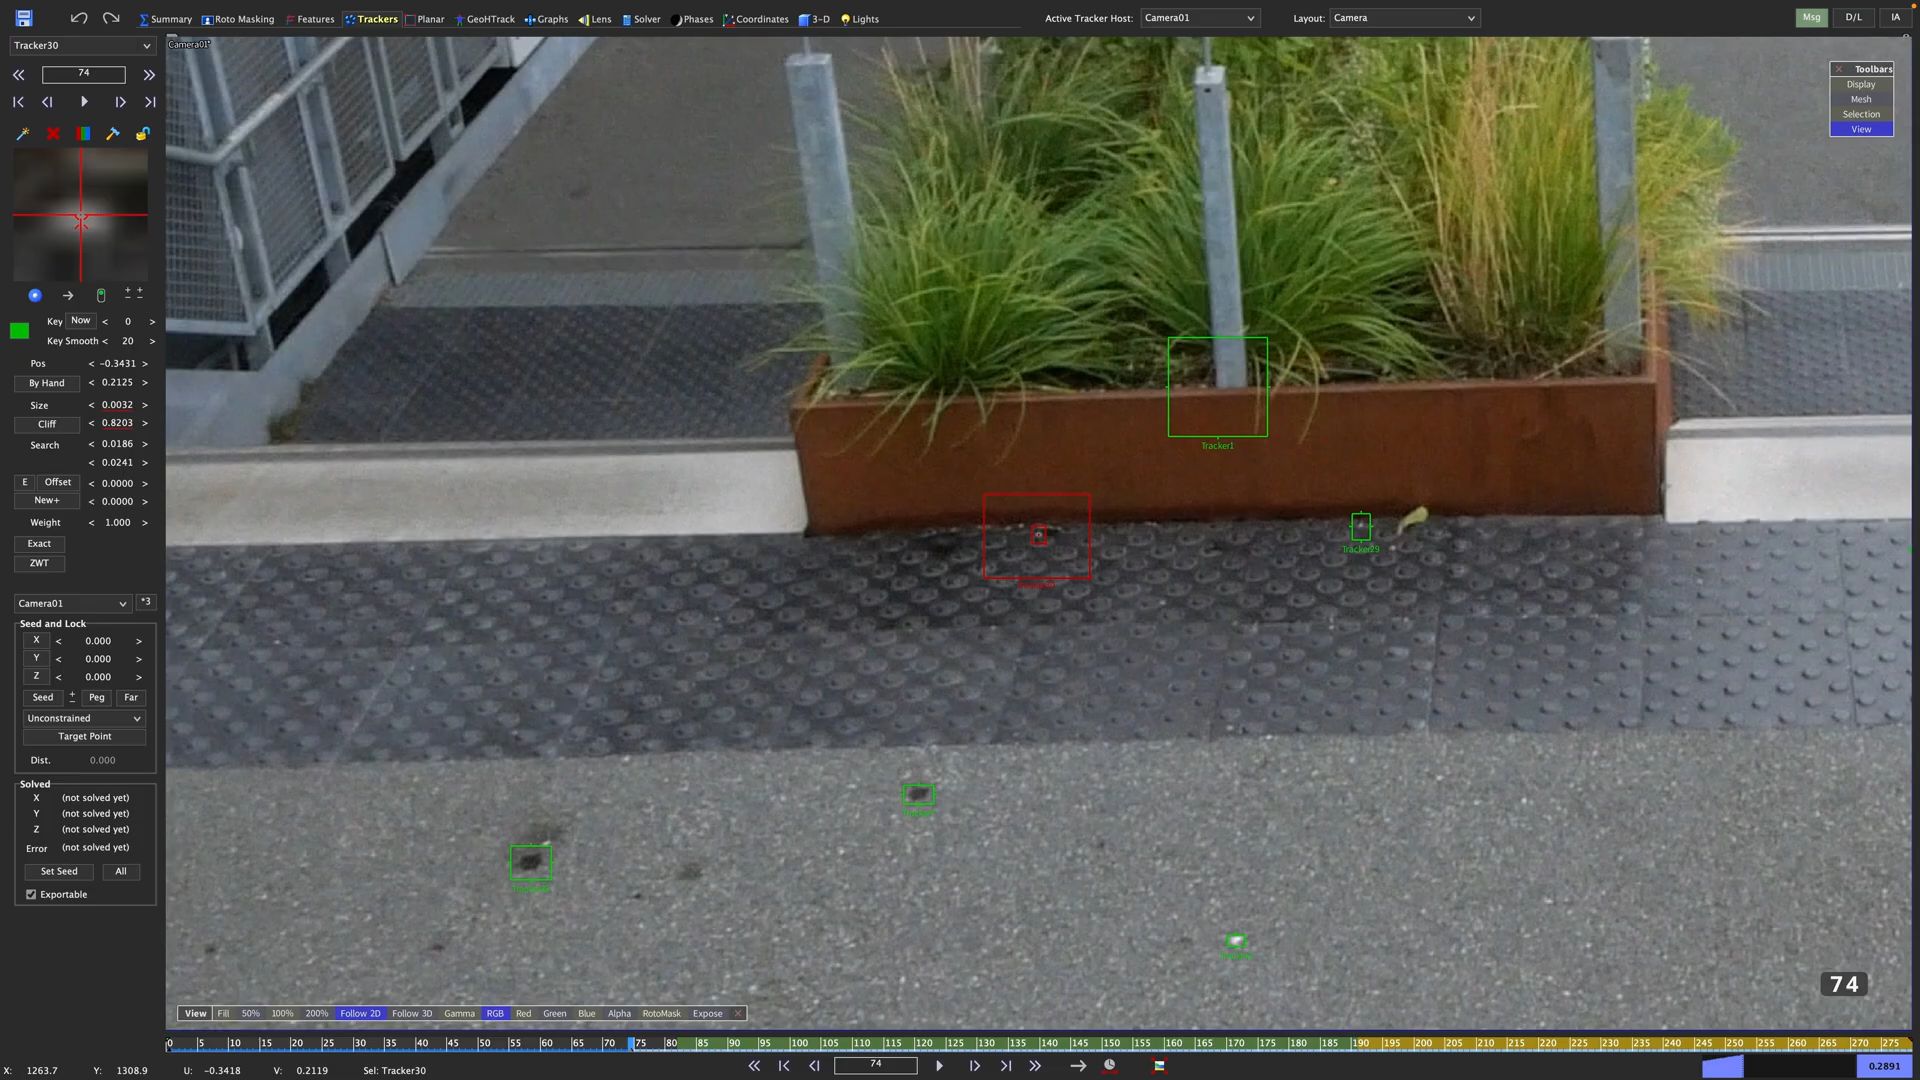 Summary Roto Masking Features Trackers Planar GeoHTrack Graphs Lens Solver Phases Coordinates 3-D Lights Active Tracker Host: Camera01 Layout: Camera Msg D/L IA
Tracker30
Camera01*
74
Toolbars
Display
Mesh
Selection
View
Key Now < 0 >
Key Smooth < 20 >
Pos < -0.3431 >
By Hand < 0.2125 >
Size < 0.0032 >
Cliff < 0.8203 >
Search < 0.0186 >
< 0.0241 >
E Offset < 0.0000 >
New+ < 0.0000 >
Weight < 1.000 >
Exact
ZWT
Camera01 *3
Seed and Lock
X < 0.000 >
Y < 0.000 >
Z < 0.000 >
Seed Peg Far
Unconstrained
Target Point
Dist. 0.000
Solved
X (not solved yet)
Y (not solved yet)
Z (not solved yet)
Error (not solved yet)
Set Seed All
Exportable
Tracker1
Tracker29
74
View Fill 50% 100% 200% Follow 2D Follow 3D Gamma RGB Red Green Blue Alpha RotoMask Expose
0 5 10 15 20 25 30 35 40 45 50 55 60 65 70 75 80 85 90 95 100 105 110 115 120 125 130 135 140 145 150 155 160 165 170 175 180 185 190 195 200 205 210 215 220 225 230 235 240 245 250 255 260 265 270 275
74
X: 1263.7 Y: 1308.9 U: -0.3418 V: 0.2119 Sel: Tracker30 0.2891